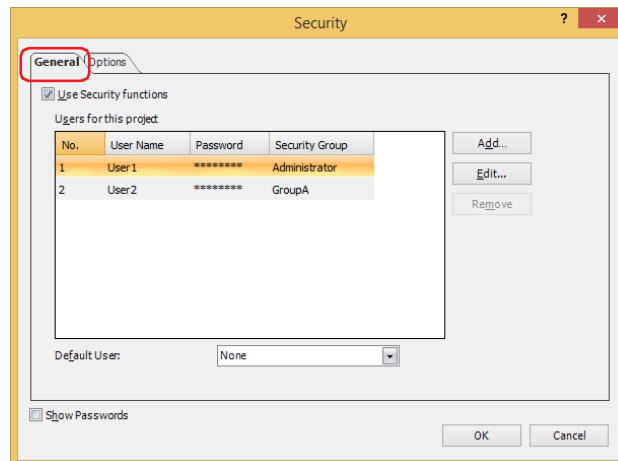 Security
? ×
General Options
Use Security functions
Users for this project
No. User Name Password Security Group
1 User1 ******** Administrator
2 User2 ******** GroupA
Add...
Edit...
Remove
Default User: None
Show Passwords
OK Cancel